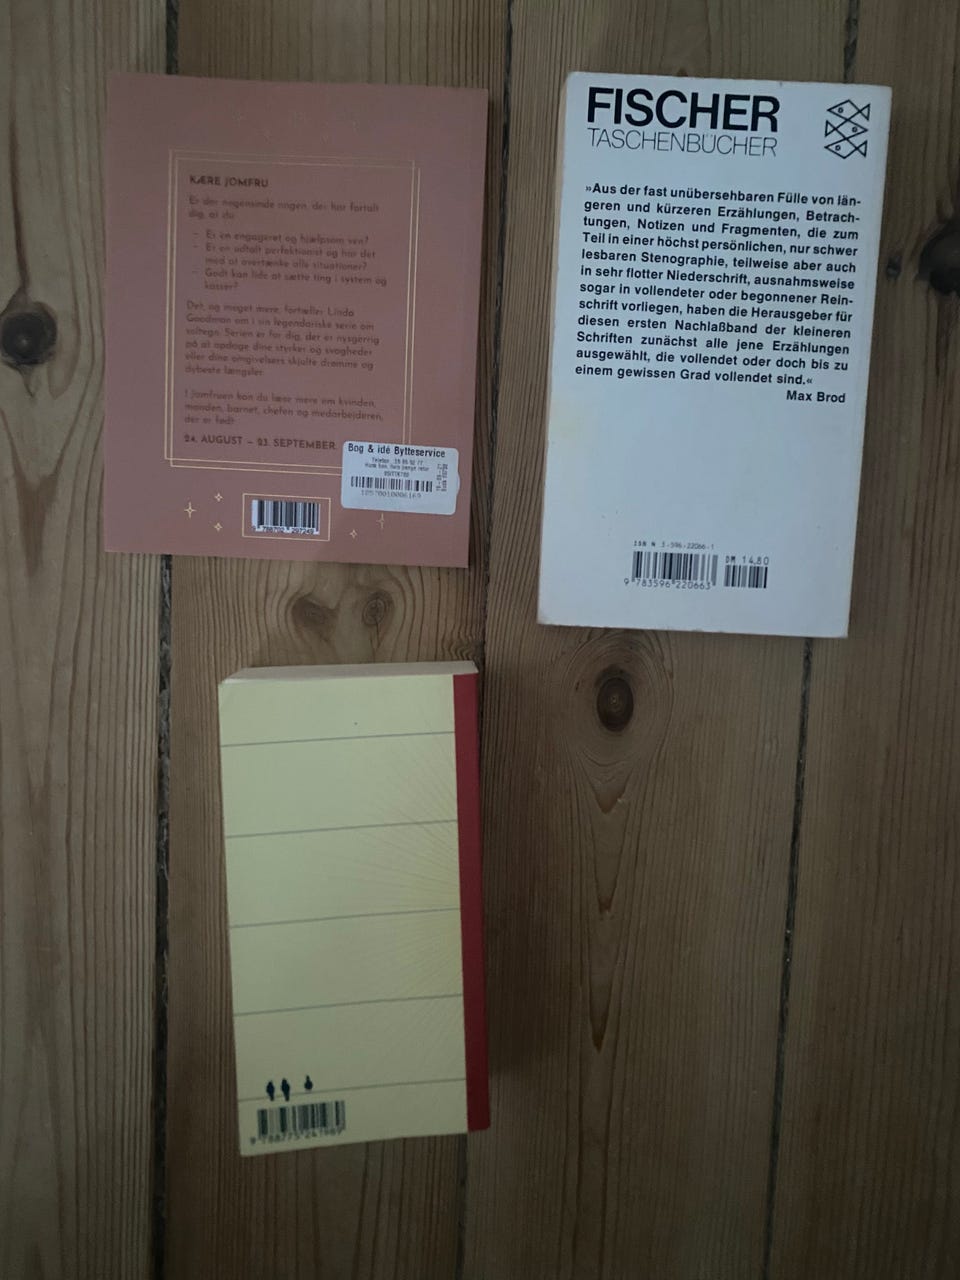 KÆRE JOMFRU
Er der nogensinde nogen, der har fortalt
dig, at du
– Er en engageret og hjælpsom ven?
– Er en udtalt perfektionist og har det
med at overtænke alle situationer?
– Godt kan lide at sætte ting i system og
kasser?
Det, og meget mere, fortæller Linda
Goodman om i sin legendariske serie om
soltegn. Serien er for dig, der er nysgerrig
på at opdage dine styrker og svagheder
eller dine omgivelsers skjulte drømme og
dybeste længsler.
I Jomfruen kan du læse mere om kvinden,
manden, barnet, chefen og medarbejderen,
der er født
24. AUGUST – 23. SEPTEMBER.
Bog & idé Bytteservice
FISCHER
TASCHENBÜCHER
»Aus der fast unübersehbaren Fülle von län-
geren und kürzeren Erzählungen, Betrach-
tungen, Notizen und Fragmenten, die zum
Teil in einer höchst persönlichen, nur schwer
lesbaren Stenographie, teilweise aber auch
in sehr flotter Niederschrift, ausnahmsweise
sogar in vollendeter oder begonnener Rein-
schrift vorliegen, haben die Herausgeber für
diesen ersten Nachlaßband der kleineren
Schriften zunächst alle jene Erzählungen
ausgewählt, die vollendet oder doch bis zu
einem gewissen Grad vollendet sind.«
Max Brod
ISBN 3-596-22066-1
DM 14.80
9 783596 220663
9 788775 241989